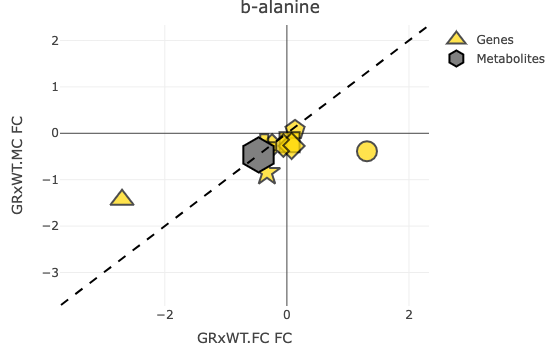 b-alanine
Genes
Metabolites
2
1
0
−1
−2
−3
GRxWT.MC FC
−2
0
2
GRxWT.FC FC